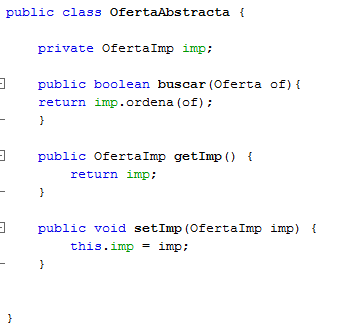 public class OfertaAbstracta {
private OfertaImp imp;
public boolean buscar(Oferta of){
return imp.ordena(of);
}
public OfertaImp getImp() {
return imp;
}
public void setImp(OfertaImp imp) {
this.imp = imp;
}
}